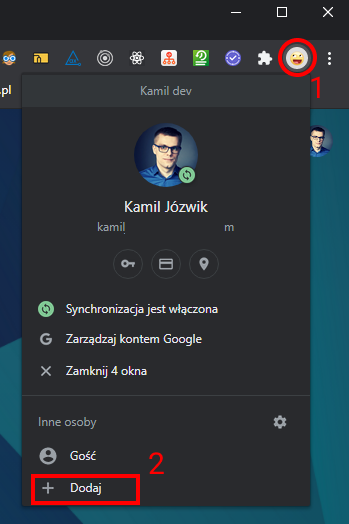 1
.pl
Kamil dev
Kamil Józwik
kamil m
Synchronizacja jest włączona
G Zarządzaj kontem Google
Zamknij 4 okna
Inne osoby
Gość
2
Dodaj